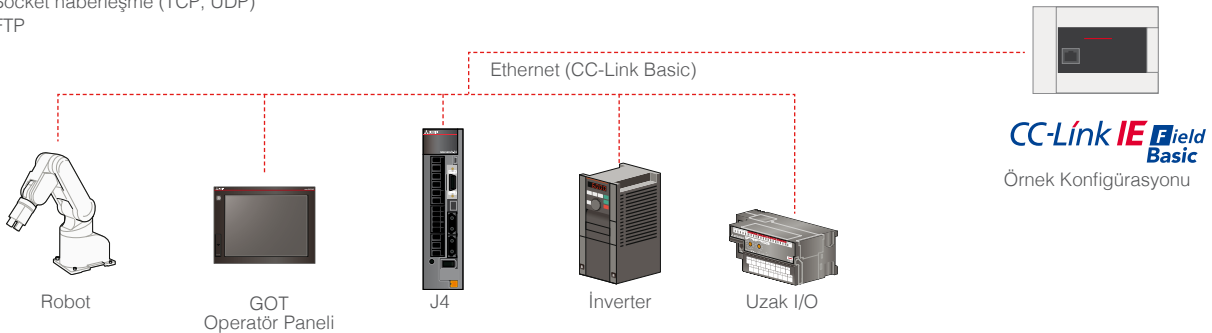 Socket haberleşme (TCP, UDP)
FTP
Ethernet (CC-Link Basic)
CC-Línk IE Field
Basic
Örnek Konfigürasyonu
Robot
GOT
Operatör Paneli
J4
İnverter
Uzak I/O